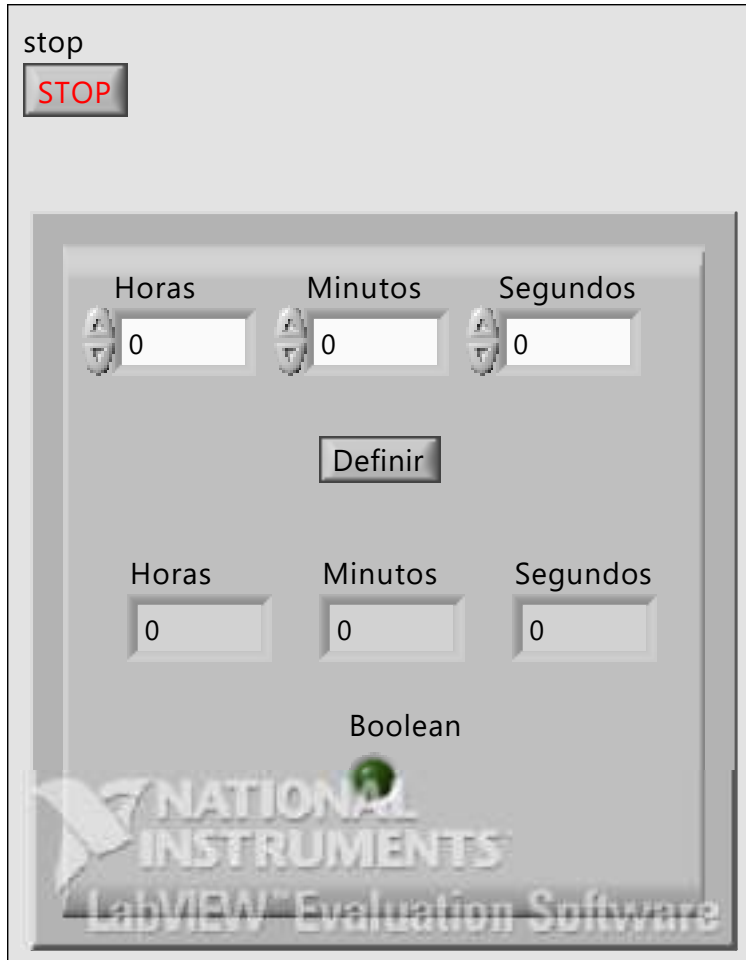 stop
STOP
Horas Minutos Segundos
0 0 0
Definir
Horas Minutos Segundos
0 0 0
Boolean
NATIONAL
INSTRUMENTS
LabVIEW™ Evaluation Software